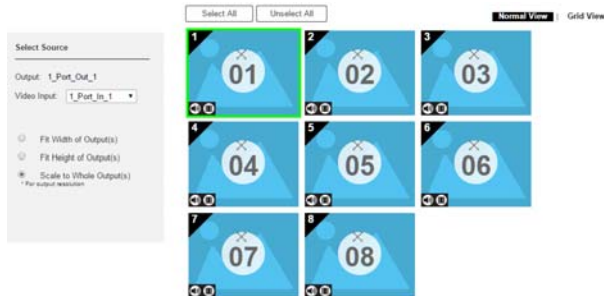 Select All Unselect All
Normal View | Grid View
Select Source
Output: 1_Port_Out_1
Video Input: 1_Port_In_1
Fit Width of Output(s)
Fit Height of Output(s)
Scale to Whole Output(s)
* For output resolution
1 2 3
01 02 03
4 5 6
04 05 06
7 8
07 08